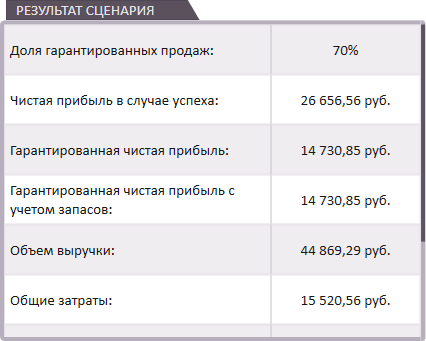 РЕЗУЛЬТАТ СЦЕНАРИЯ
Доля гарантированных продаж: 70%
Чистая прибыль в случае успеха: 26 656,56 руб.
Гарантированная чистая прибыль: 14 730,85 руб.
Гарантированная чистая прибыль с
учетом запасов: 14 730,85 руб.
Объем выручки: 44 869,29 руб.
Общие затраты: 15 520,56 руб.